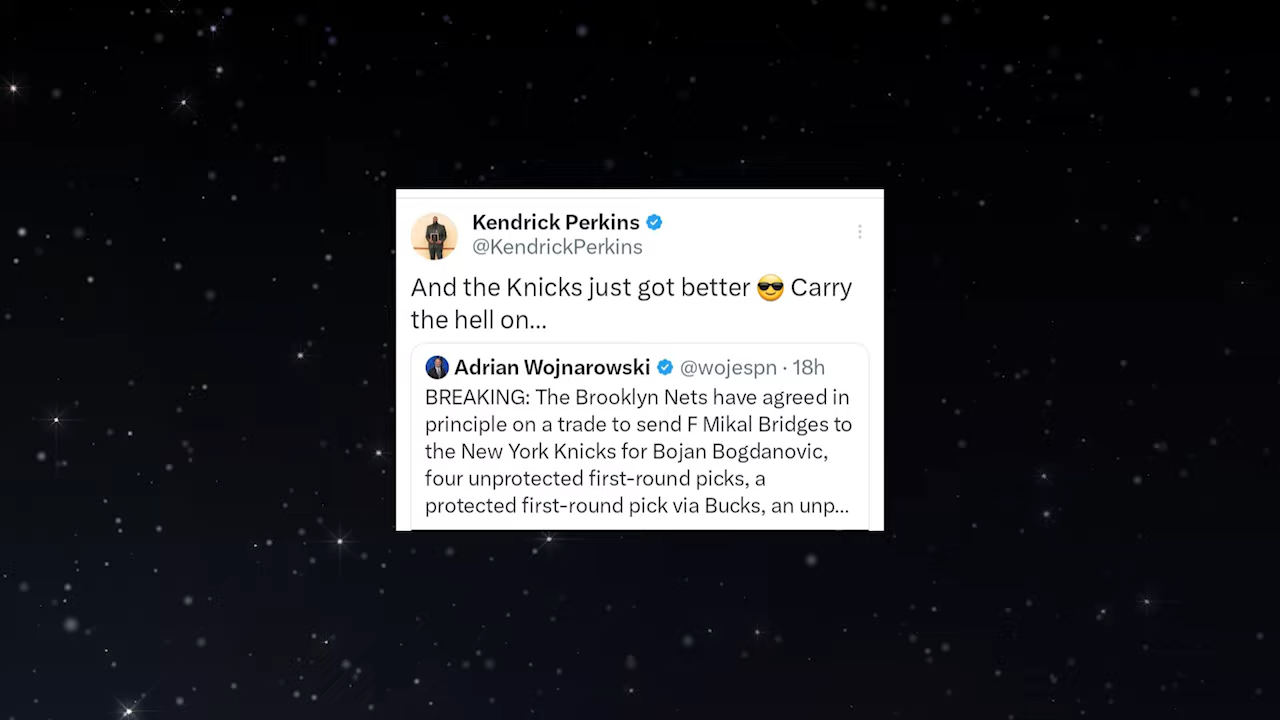 Kendrick Perkins
@KendrickPerkins
And the Knicks just got better 😎 Carry
the hell on...
Adrian Wojnarowski @wojespn · 18h
BREAKING: The Brooklyn Nets have agreed in
principle on a trade to send F Mikal Bridges to
the New York Knicks for Bojan Bogdanovic,
four unprotected first-round picks, a
protected first-round pick via Bucks, an unp...